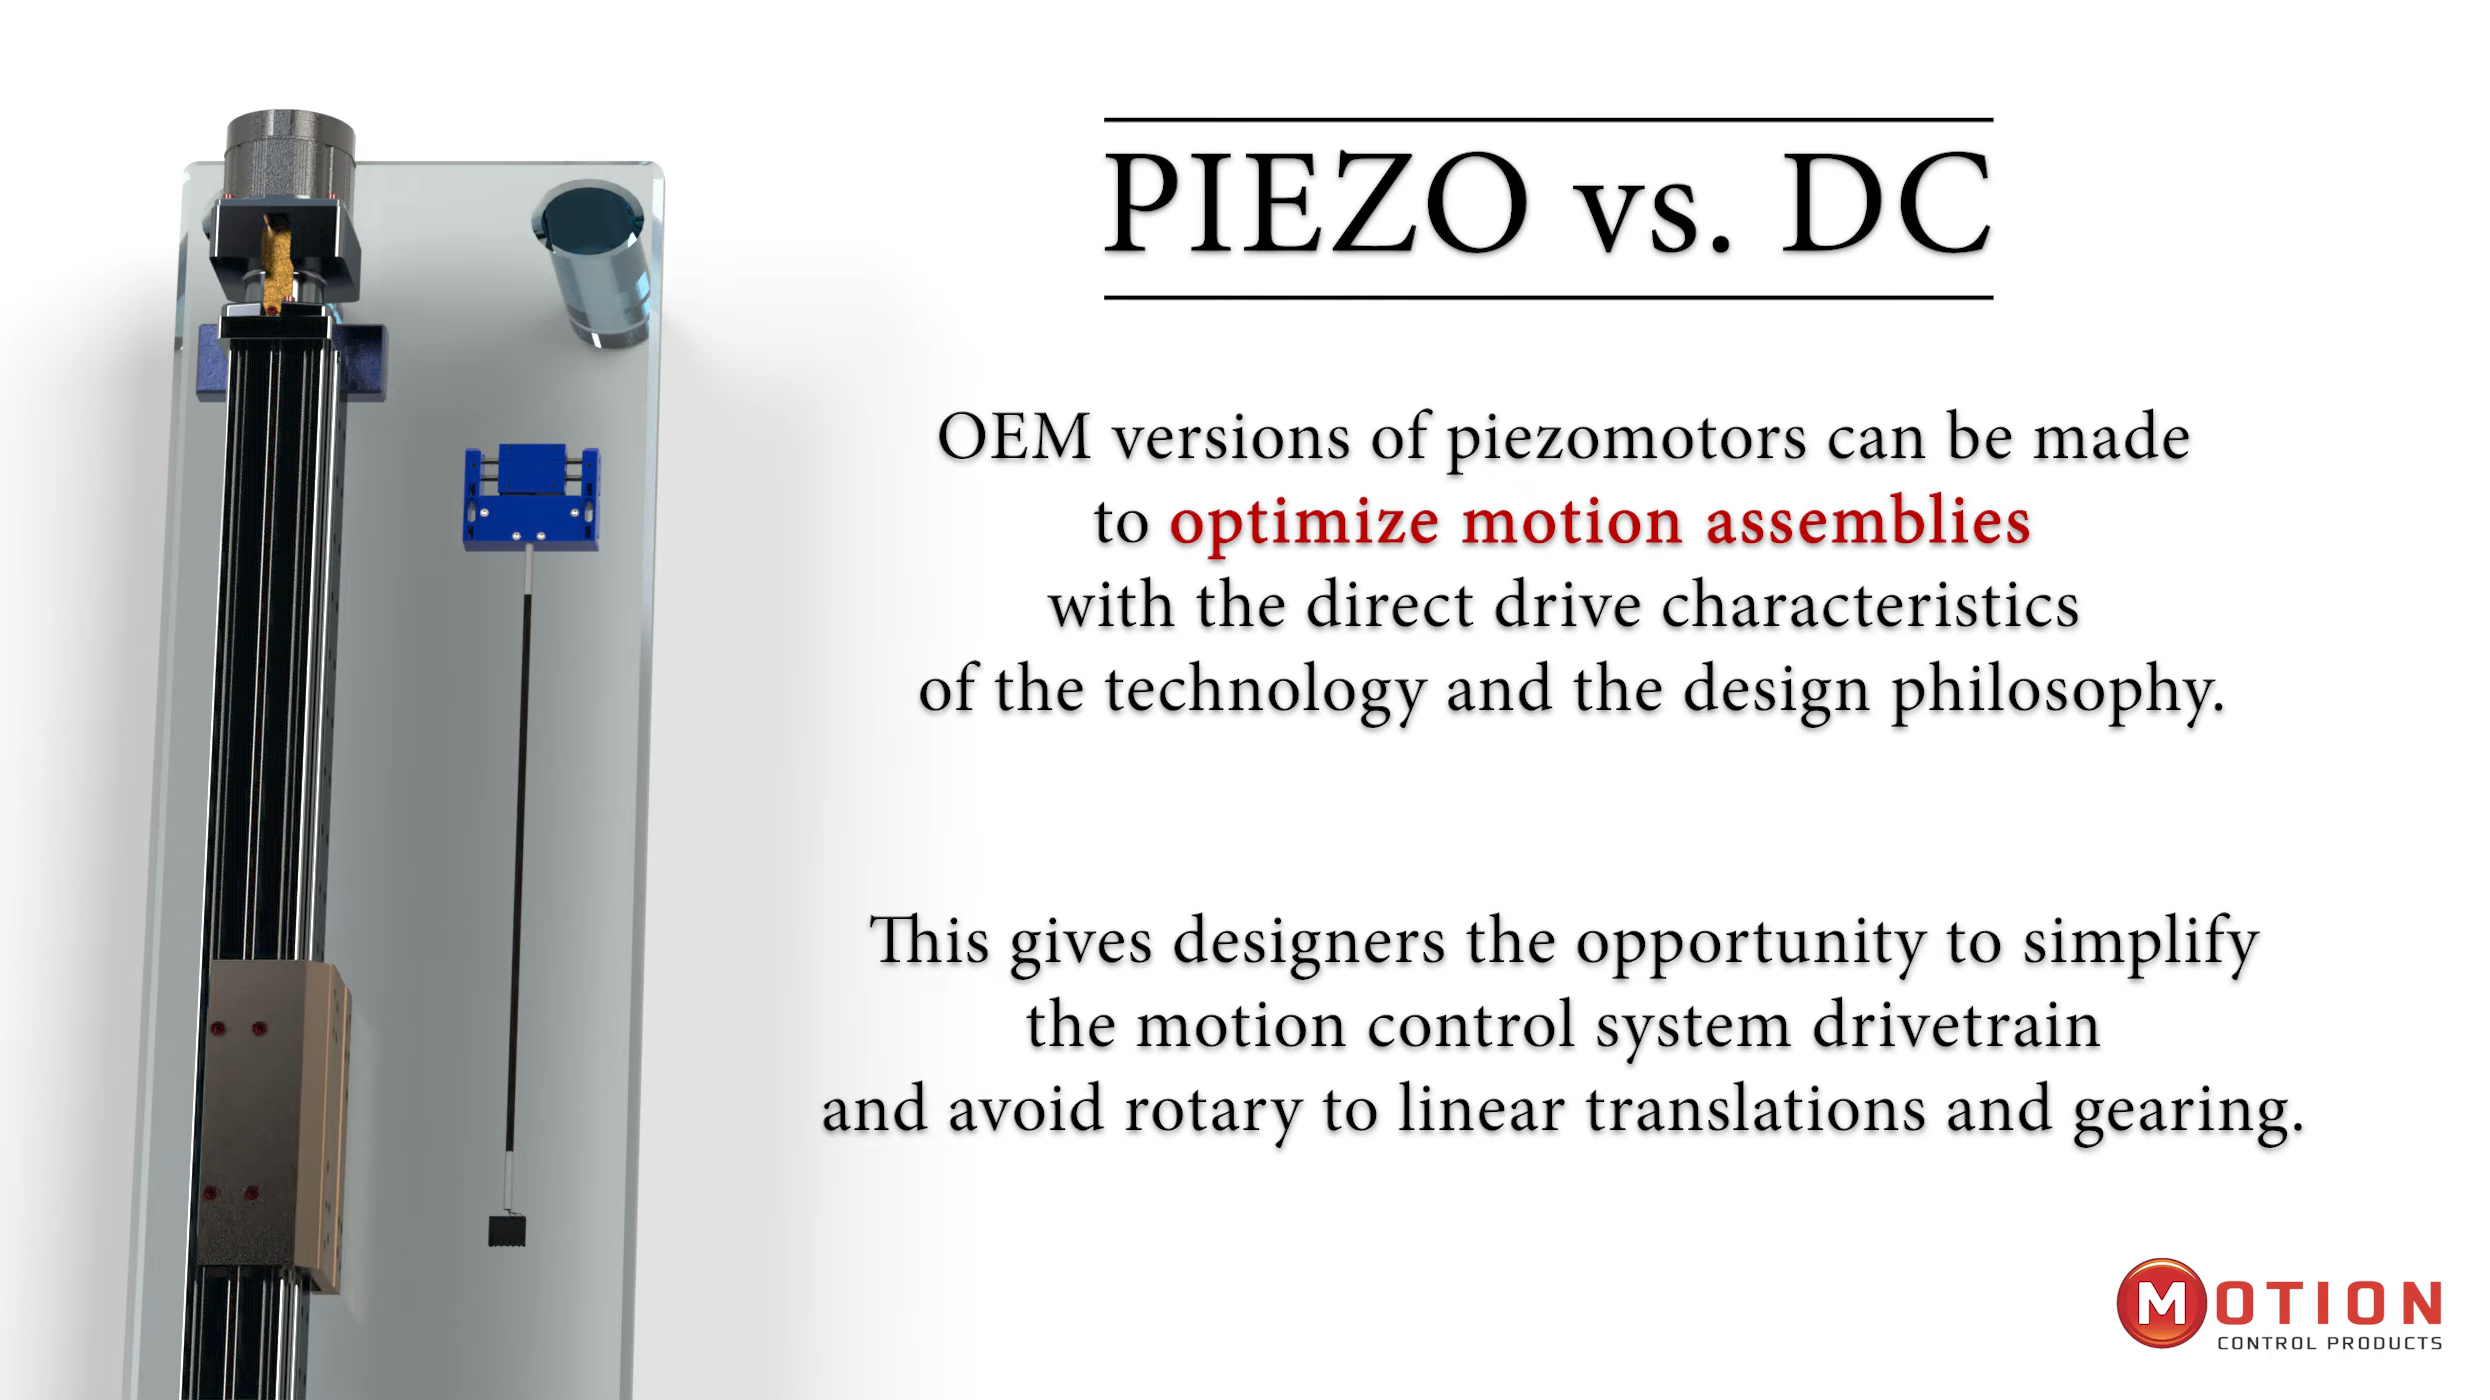 PIEZO vs. DC
OEM versions of piezomotors can be made
to optimize motion assemblies
with the direct drive characteristics
of the technology and the design philosophy.
This gives designers the opportunity to simplify
the motion control system drivetrain
and avoid rotary to linear translations and gearing.
MOTION
CONTROL PRODUCTS